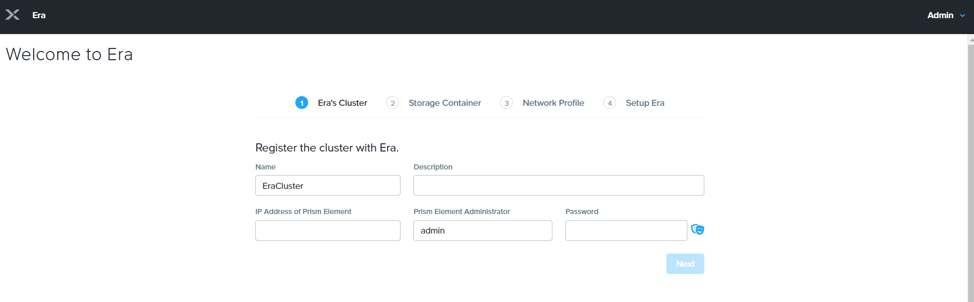 Era Admin
Welcome to Era
1 Era's Cluster 2 Storage Container 3 Network Profile 4 Setup Era
Register the cluster with Era.
Name Description
EraCluster
IP Address of Prism Element Prism Element Administrator Password
admin
Next